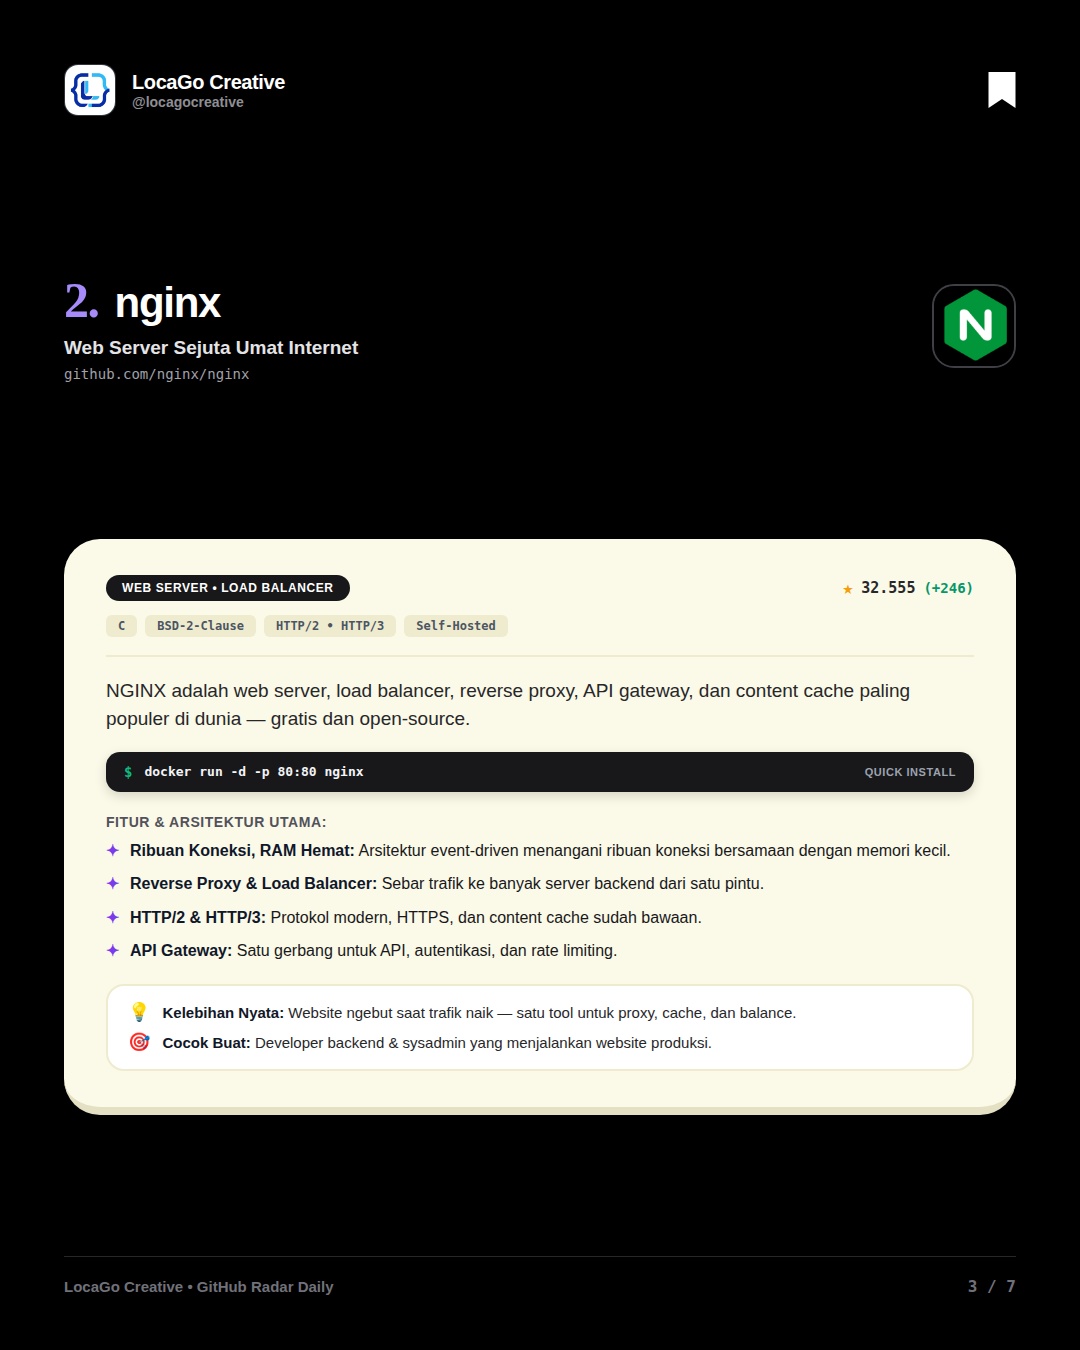 LocaGo Creative
@locagocreative
2. nginx
Web Server Sejuta Umat Internet
github.com/nginx/nginx
WEB SERVER • LOAD BALANCER
★ 32.555 (+246)
C BSD-2-Clause HTTP/2 • HTTP/3 Self-Hosted
NGINX adalah web server, load balancer, reverse proxy, API gateway, dan content cache paling
populer di dunia — gratis dan open-source.
$ docker run -d -p 80:80 nginx QUICK INSTALL
FITUR & ARSITEKTUR UTAMA:
✦ Ribuan Koneksi, RAM Hemat: Arsitektur event-driven menangani ribuan koneksi bersamaan dengan memori kecil.
✦ Reverse Proxy & Load Balancer: Sebar trafik ke banyak server backend dari satu pintu.
✦ HTTP/2 & HTTP/3: Protokol modern, HTTPS, dan content cache sudah bawaan.
✦ API Gateway: Satu gerbang untuk API, autentikasi, dan rate limiting.
💡 Kelebihan Nyata: Website ngebut saat trafik naik — satu tool untuk proxy, cache, dan balance.
🎯 Cocok Buat: Developer backend & sysadmin yang menjalankan website produksi.
LocaGo Creative • GitHub Radar Daily
3 / 7